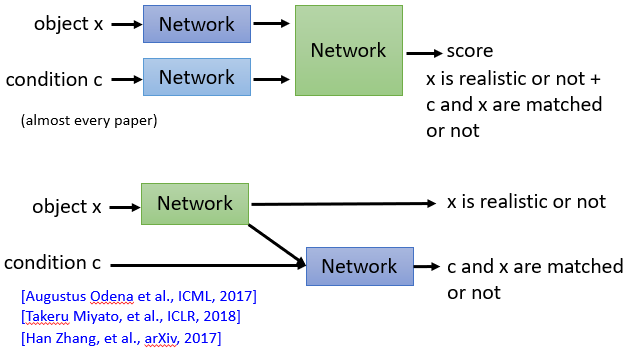 object x
Network
Network
score
condition c
Network
x is realistic or not +
c and x are matched
or not
(almost every paper)
object x
Network
x is realistic or not
condition c
Network
c and x are matched
or not
[Augustus Odena et al., ICML, 2017]
[Takeru Miyato, et al., ICLR, 2018]
[Han Zhang, et al., arXiv, 2017]